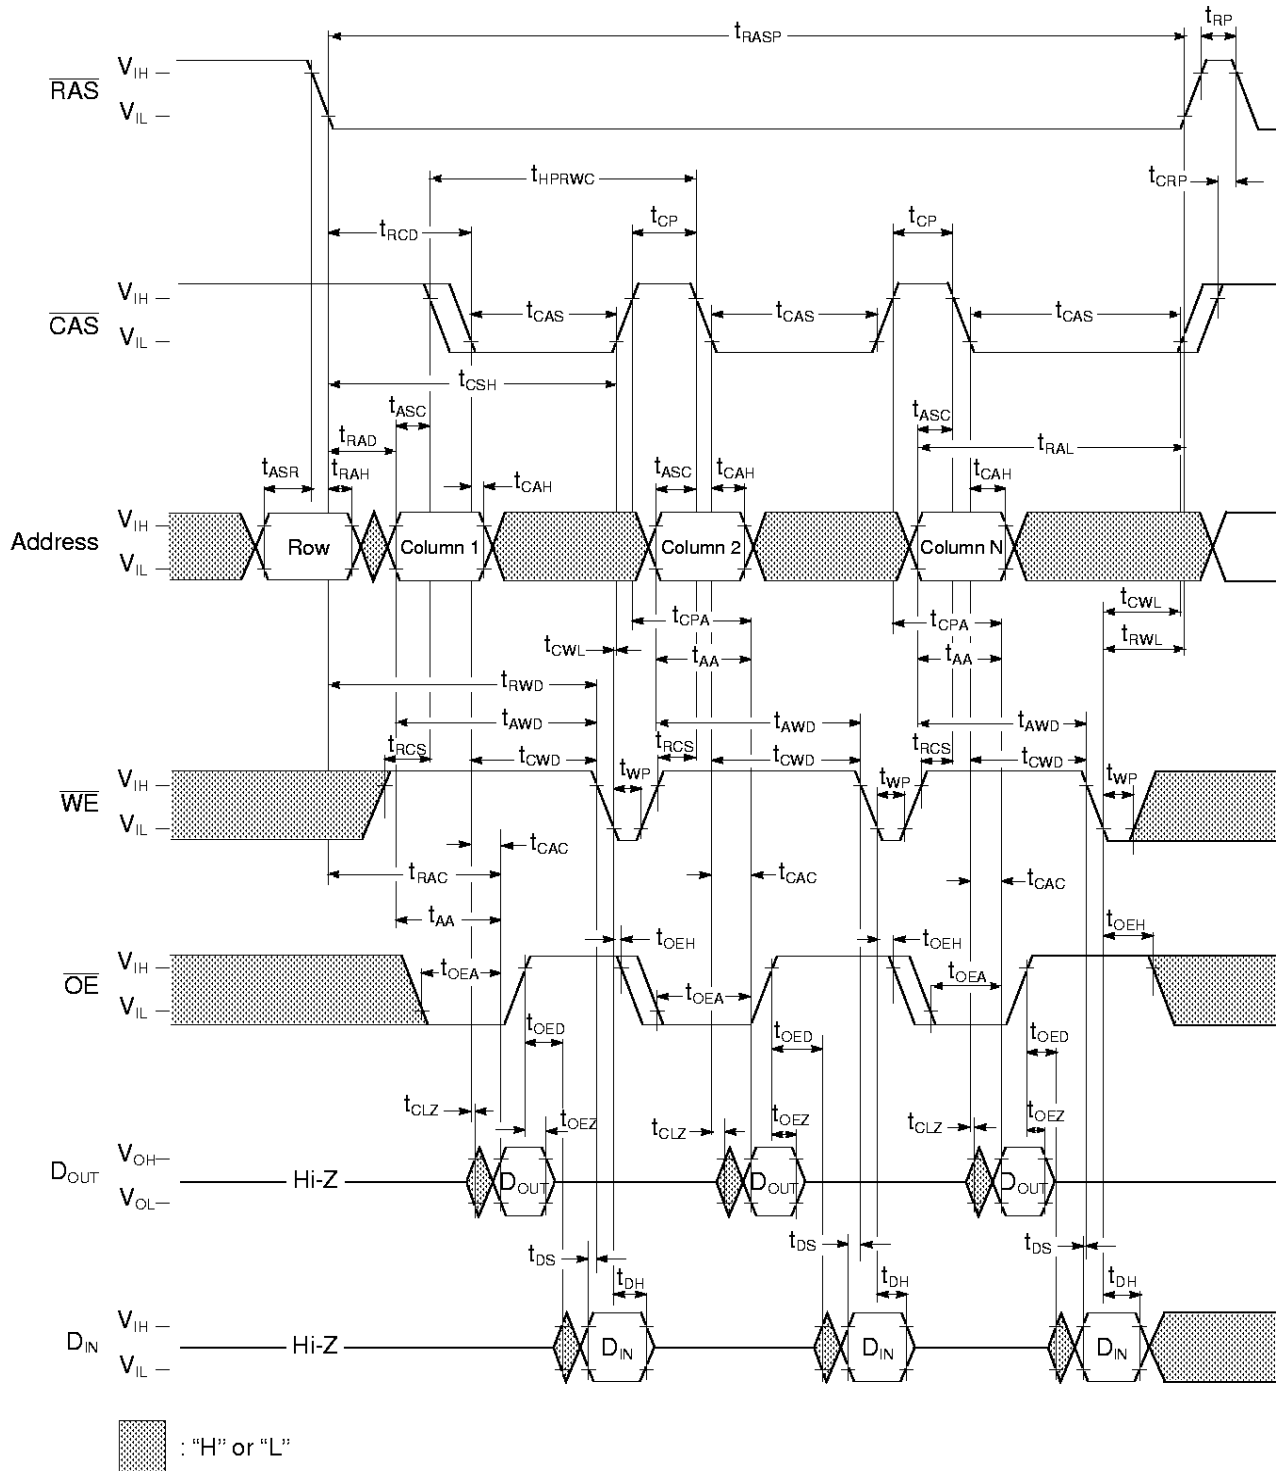 tRASP tRP
RAS VIH
VIL
tHPRWC tCRP
tRCD tCP tCP
CAS VIH
VIL
tCAS tCAS tCAS
tCSH
tASC tASC
tRAD tRAL
tASR tRAH tCAH tASC tCAH tCAH
Address VIH
VIL
Row Column 1 Column 2 Column N
tCWL
tCPA tCPA
tCWL tRWL
tAA tAA
tRWD
tAWD tAWD tAWD
tRCS tCWD tRCS tCWD tRCS tCWD
tWP tWP tWP
WE VIH
VIL
tCAC
tRAC tCAC tCAC
tAA
tOEH tOEH tOEH
OE VIH
VIL
tOEA tOEA tOEA
tOED tOED tOED
tCLZ tOEZ tCLZ tOEZ tCLZ tOEZ
DOUT VOH
VOL
Hi-Z DOUT DOUT DOUT
tDS tDS tDS
tDH tDH tDH
DIN VIH
VIL
Hi-Z DIN DIN DIN
: “H” or “L”